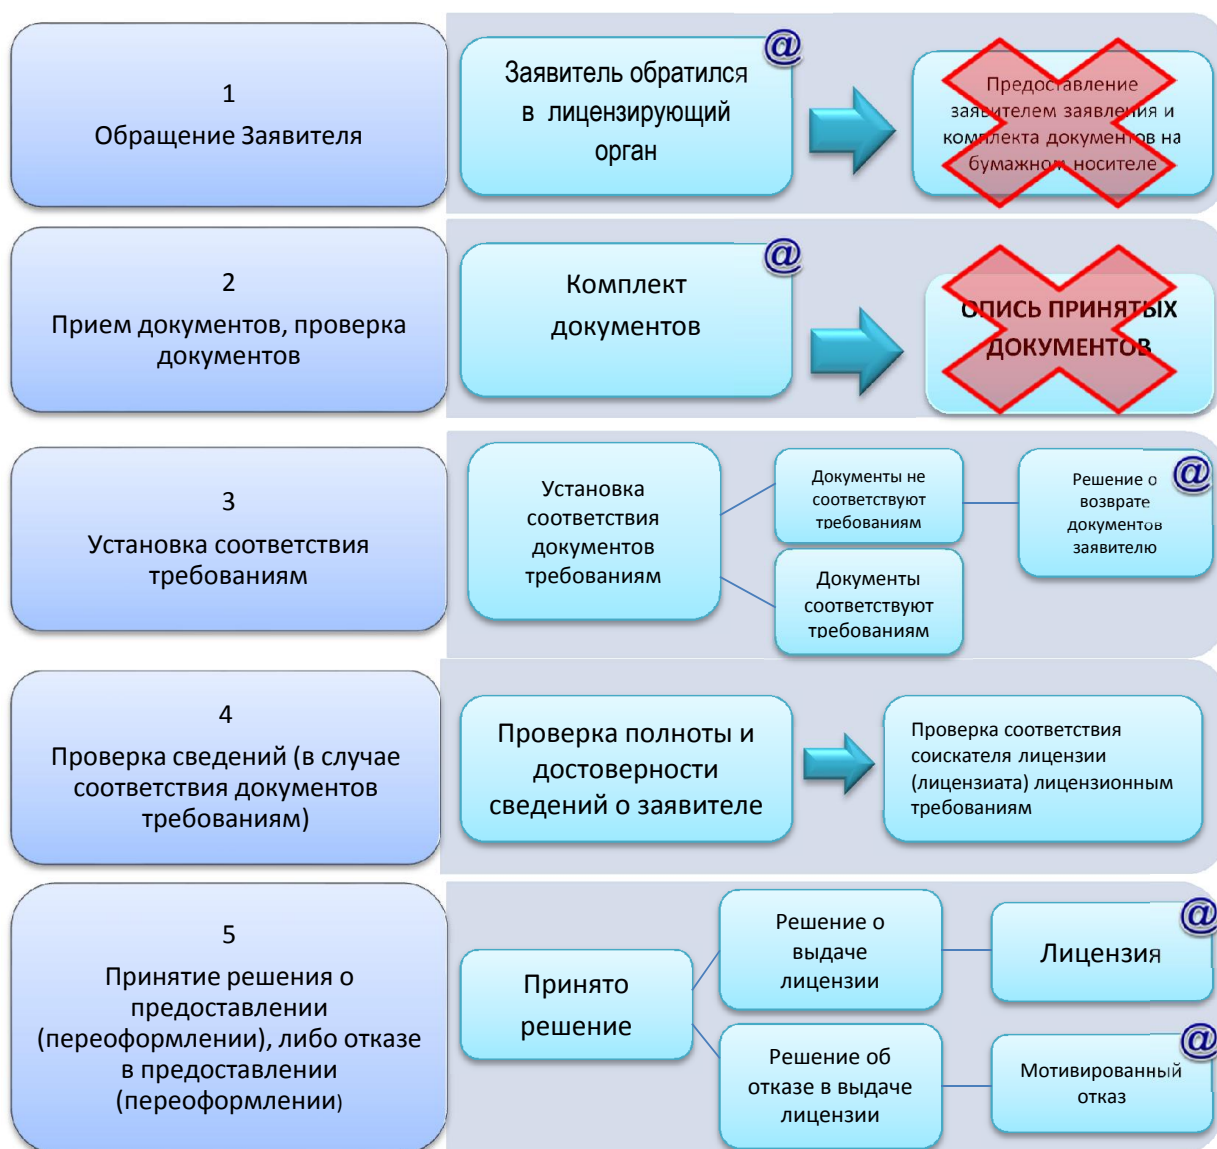 1
Обращение Заявителя
@
Заявитель обратился
в лицензирующий
орган
Предоставление
заявителем заявления и
комплекта документов на
бумажном носителе
2
Прием документов, проверка
документов
@
Комплект
документов
ОПИСЬ ПРИНЯТЫХ
ДОКУМЕНТОВ
3
Установка соответствия
требованиям
Установка
соответствия
документов
требованиям
Документы не
соответствуют
требованиям
@
Решение о
возврате
документов
заявителю
Документы
соответствуют
требованиям
4
Проверка сведений (в случае
соответствия документов
требованиям)
Проверка полноты и
достоверности
сведений о заявителе
Проверка соответствия
соискателя лицензии
(лицензиата) лицензионным
требованиям
5
Принятие решения о
предоставлении
(переоформлении), либо отказе
в предоставлении
(переоформлении)
Принято
решение
Решение о
выдаче
лицензии
@
Лицензия
Решение об
отказе в выдаче
лицензии
@
Мотивированный
отказ